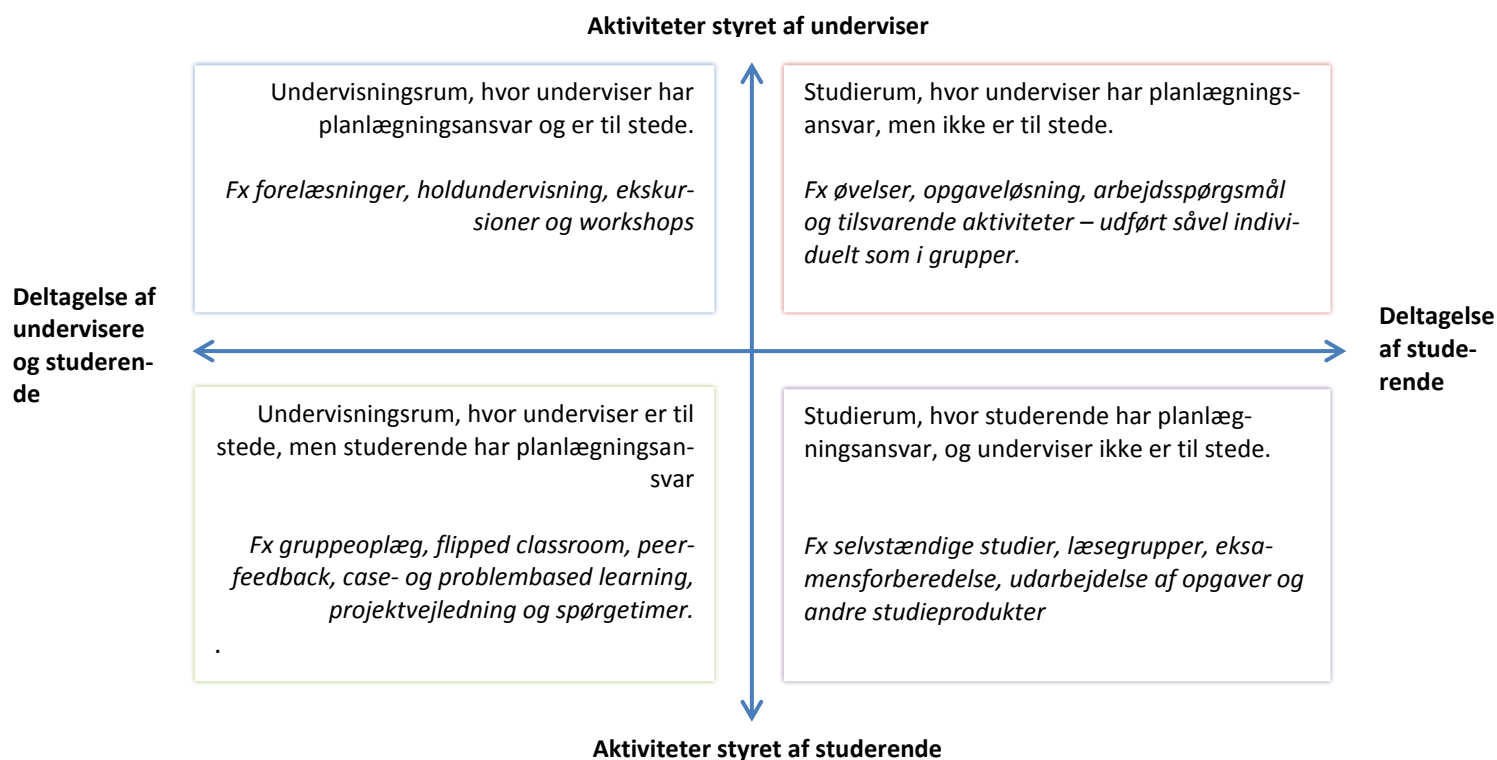 Aktiviteter styret af underviser
Undervisningsrum, hvor underviser har
planlægningsansvar og er til stede.
Fx forelæsninger, holdundervisning, ekskur-
sioner og workshops
Studierum, hvor underviser har planlægnings-
ansvar, men ikke er til stede.
Fx øvelser, opgaveløsning, arbejdsspørgsmål
og tilsvarende aktiviteter – udført såvel indivi-
duelt som i grupper.
Deltagelse af
undervisere
og studeren-
de
Deltagelse
af stude-
rende
Undervisningsrum, hvor underviser er til
stede, men studerende har planlægningsan-
svar
Fx gruppeoplæg, flipped classroom, peer-
feedback, case- og problembased learning,
projektvejledning og spørgetimer.
.
Studierum, hvor studerende har planlæg-
ningsansvar, og underviser ikke er til stede.
Fx selvstændige studier, læsegrupper, eksa-
mensforberedelse, udarbejdelse af opgaver og
andre studieprodukter
Aktiviteter styret af studerende